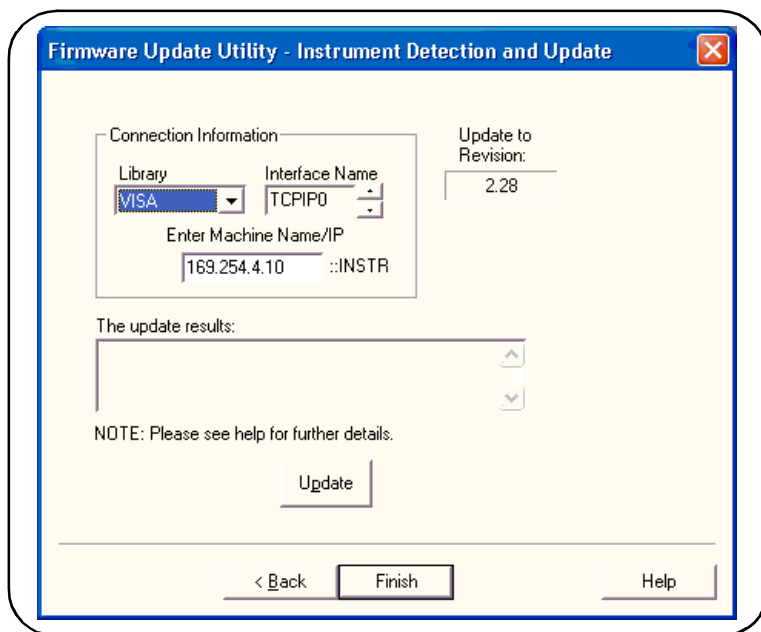 Firmware Update Utility - Instrument Detection and Update
Connection Information
Library
Interface Name
VISA
TCPIP0
Enter Machine Name/IP
169.254.4.10 ::INSTR
Update to
Revision:
2.28
The update results:
NOTE: Please see help for further details.
Update
< Back
Finish
Help